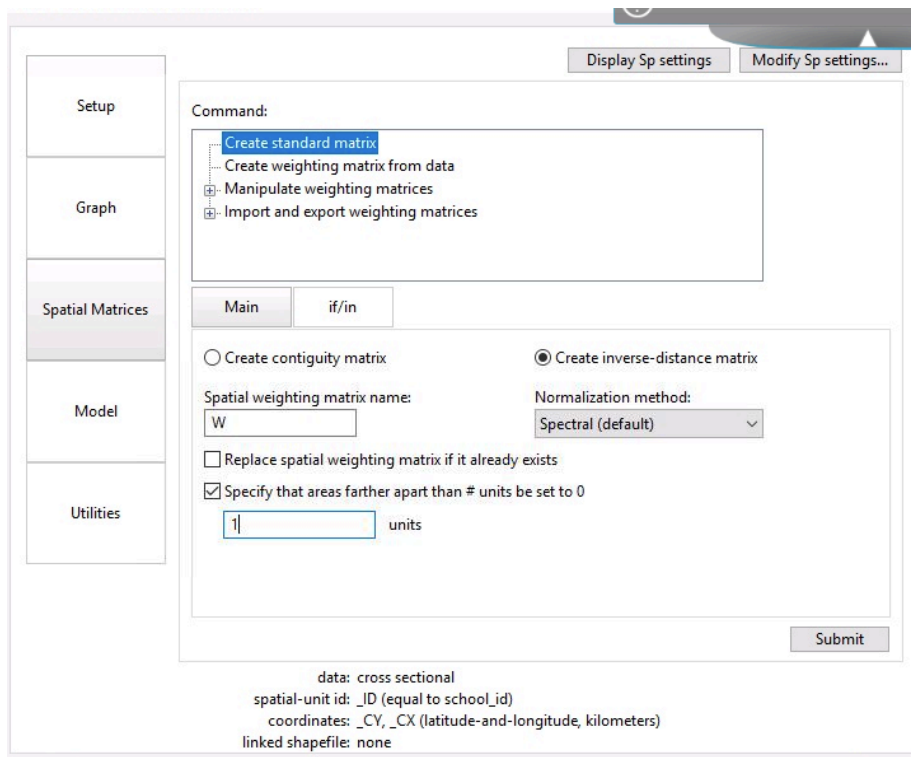 Display Sp settings Modify Sp settings...
Setup
Graph
Spatial Matrices
Model
Utilities
Command:
Create standard matrix
Create weighting matrix from data
Manipulate weighting matrices
Import and export weighting matrices
Main if/in
Create contiguity matrix Create inverse-distance matrix
Spatial weighting matrix name: Normalization method:
W Spectral (default)
Replace spatial weighting matrix if it already exists
Specify that areas farther apart than # units be set to 0
1 units
Submit
data: cross sectional
spatial-unit id: _ID (equal to school_id)
coordinates: _CY, _CX (latitude-and-longitude, kilometers)
linked shapefile: none